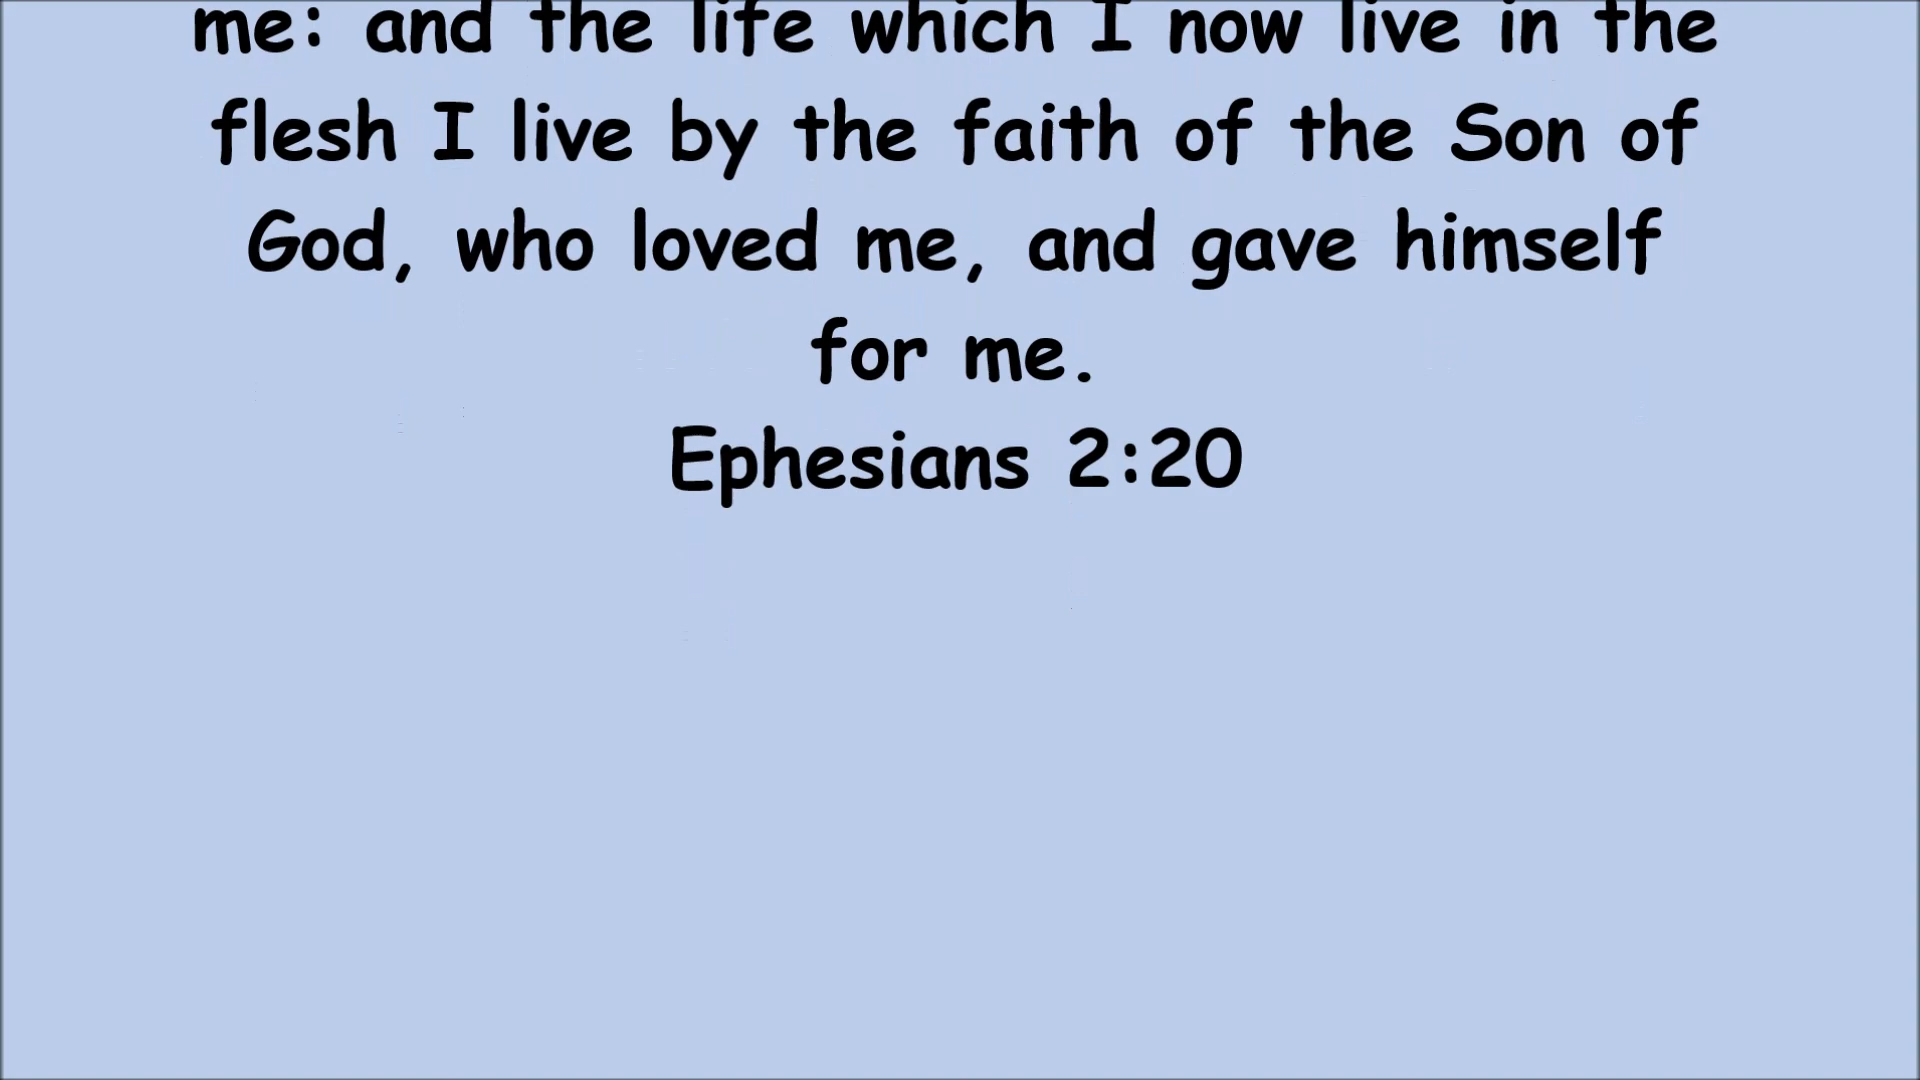 me: and the life which I now live in the
flesh I live by the faith of the Son of
God, who loved me, and gave himself
for me.
Ephesians 2:20